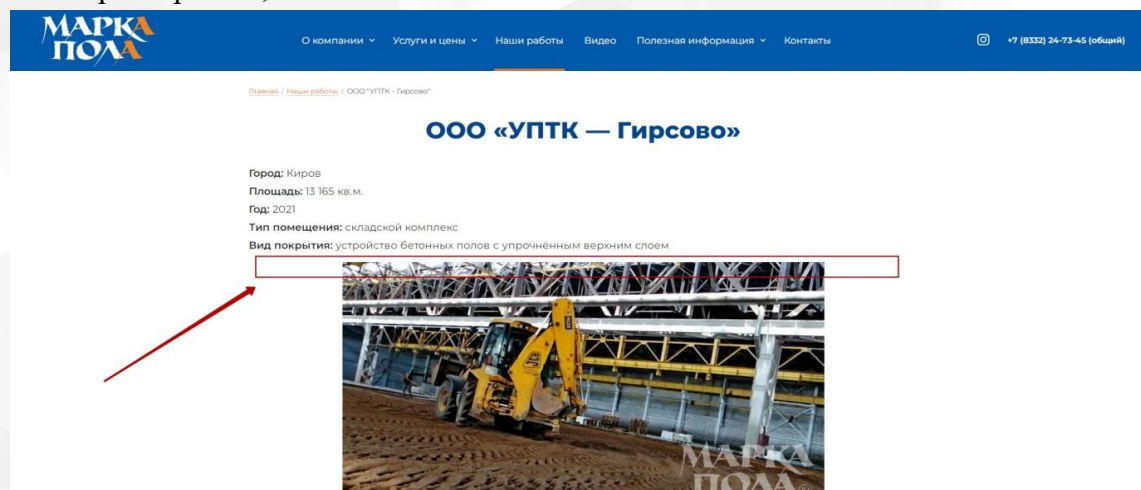 МАРКА
ПОЛА
О компании Услуги и цены Наши работы Видео Полезная информация Контакты +7 (8332) 24-73-45 (общий)
Главная / Наши работы / ООО "УПТК - Гирсово"
ООО «УПТК — Гирсово»
Город: Киров
Площадь: 13 165 кв.м.
Год: 2021
Тип помещения: складской комплекс
Вид покрытия: устройство бетонных полов с упрочнённым верхним слоем
МАРКА
ПОЛА